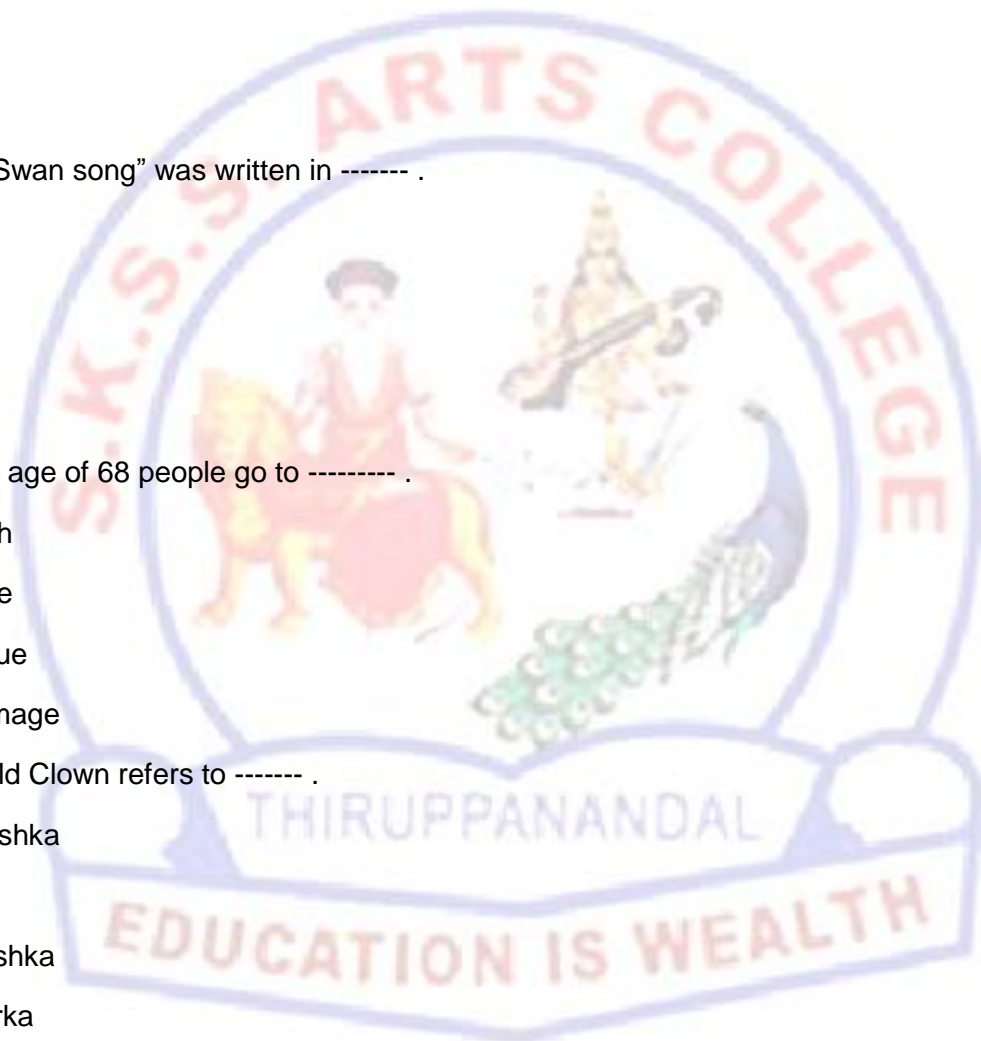 Swan song” was written in ------- .
age of 68 people go to --------- .
h
e
ue
mage
ld Clown refers to ------- .
shka
shka
rka
S.K.S.S. ARTS COLLEGE
THIRUPPANANDAL
EDUCATION IS WEALTH